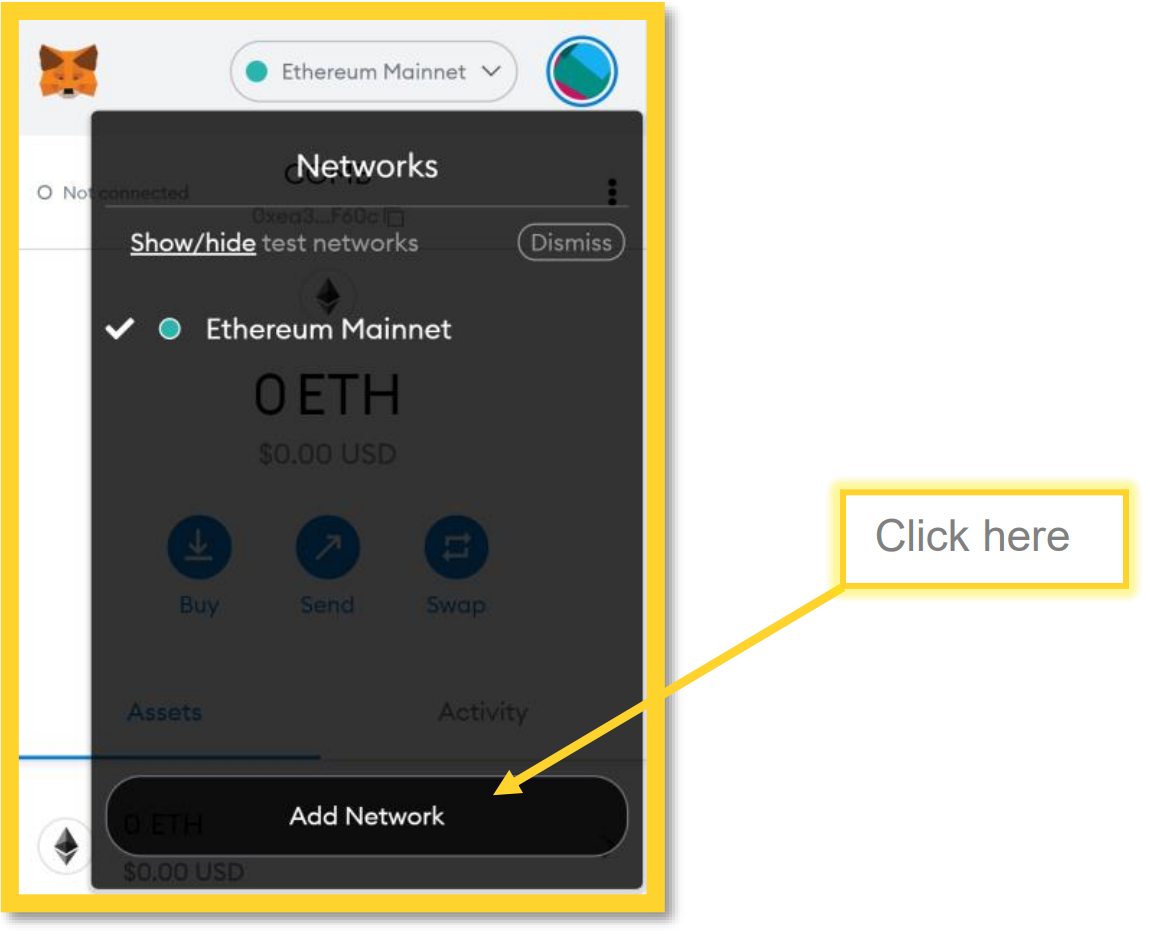 Ethereum Mainnet
Networks
Not connected
0xea3...F60c
Show/hide test networks
Dismiss
Ethereum Mainnet
0 ETH
$0.00 USD
Click here
Buy
Send
Swap
Assets
Activity
Add Network
0 ETH
$0.00 USD